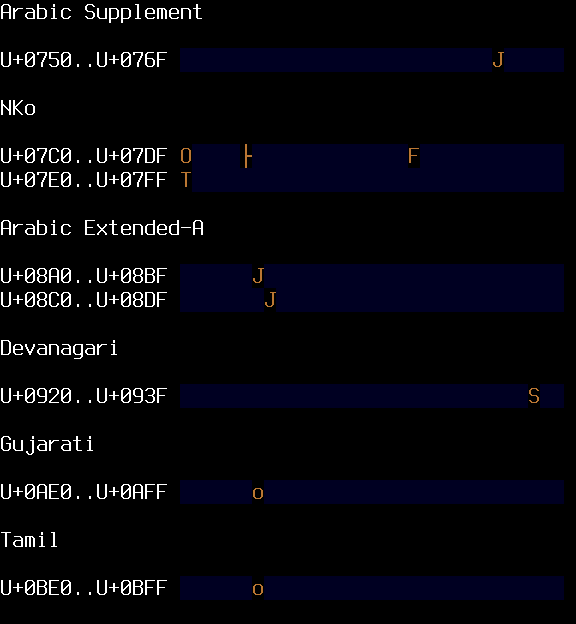 Arabic Supplement
U+0750..U+076F J
NKo
U+07C0..U+07DF O ├ F
U+07E0..U+07FF T
Arabic Extended-A
U+08A0..U+08BF J
U+08C0..U+08DF J
Devanagari
U+0920..U+093F S
Gujarati
U+0AE0..U+0AFF o
Tamil
U+0BE0..U+0BFF o